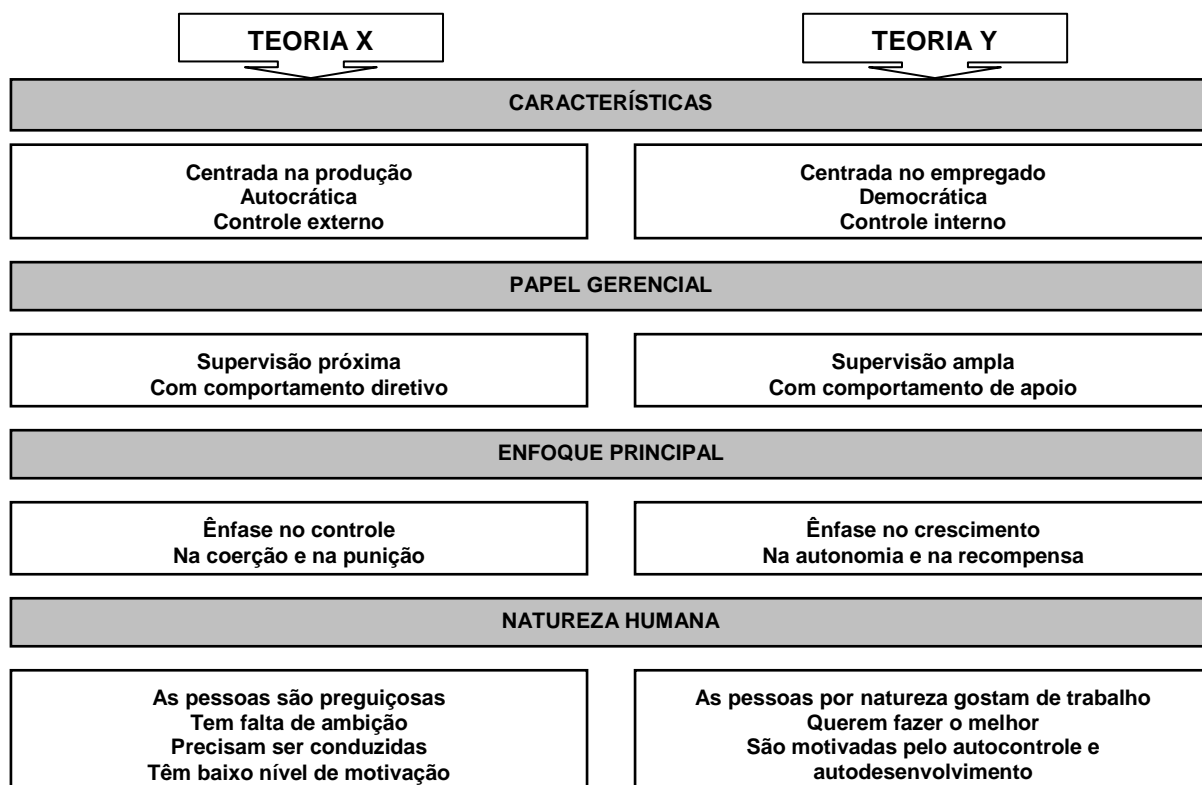 TEORIA X
TEORIA Y
CARACTERÍSTICAS
Centrada na produção
Autocrática
Controle externo
Centrada no empregado
Democrática
Controle interno
PAPEL GERENCIAL
Supervisão próxima
Com comportamento diretivo
Supervisão ampla
Com comportamento de apoio
ENFOQUE PRINCIPAL
Ênfase no controle
Na coerção e na punição
Ênfase no crescimento
Na autonomia e na recompensa
NATUREZA HUMANA
As pessoas são preguiçosas
Tem falta de ambição
Precisam ser conduzidas
Têm baixo nível de motivação
As pessoas por natureza gostam de trabalho
Querem fazer o melhor
São motivadas pelo autocontrole e
autodesenvolvimento